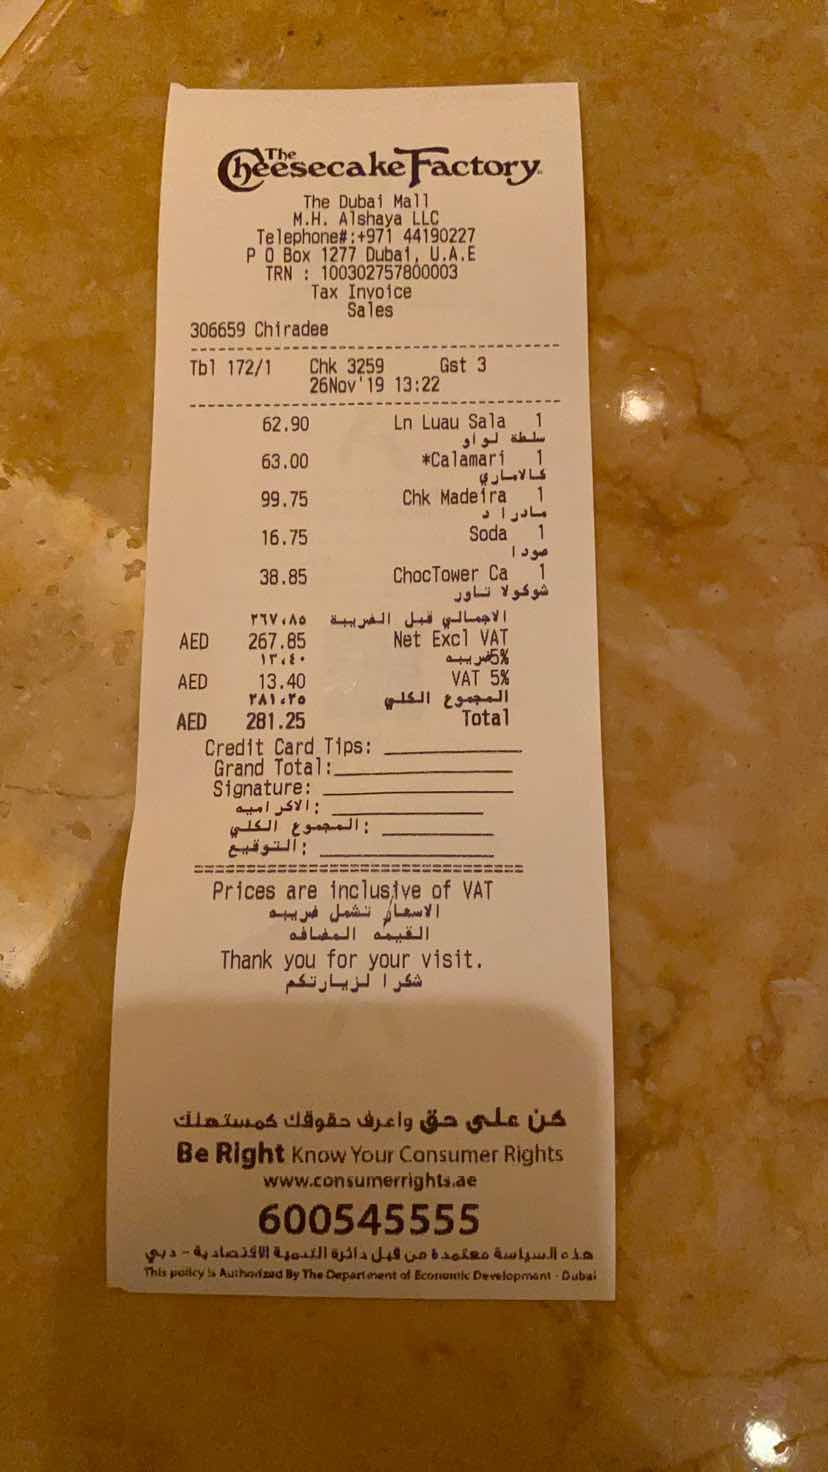 The Cheesecake Factory
The Dubai Mall
M.H. Alshaya LLC
Telephone#:+971 44190227
P O Box 1277 Dubai, U.A.E
TRN : 100302757800003
Tax Invoice
Sales
306659 Chiradee
Tbl 172/1 Chk 3259 Gst 3
26Nov'19 13:22
62.90 Ln Luau Sala 1
سلطة لواو
63.00 *Calamari 1
كالاماري
99.75 Chk Madeira 1
مادرا د
16.75 Soda 1
صودا
38.85 ChocTower Ca 1
شوكولا تاور
الاجمالي قبل الضريبة ٢٦٧،٨٥
AED 267.85 Net Excl VAT
5%ضريبه ١٣،٤٠
AED 13.40 VAT 5%
المجموع الكلي ٢٨١،٢٥
AED 281.25 Total
Credit Card Tips:
Grand Total:
Signature:
الاكراميه:
المجموع الكلي:
التوقيع:
Prices are inclusive of VAT
الاسعار تشمل ضريبه
القيمه المضافه
Thank you for your visit.
شكرا لزيارتكم
كن على حق واعرف حقوقك كمستهلك
Be Right Know Your Consumer Rights
www.consumerrights.ae
600545555
هذه السياسة معتمدة من قبل دائرة التنمية الاقتصادية - دبي
This policy is Authorized By The Department of Economic Development - Dubai